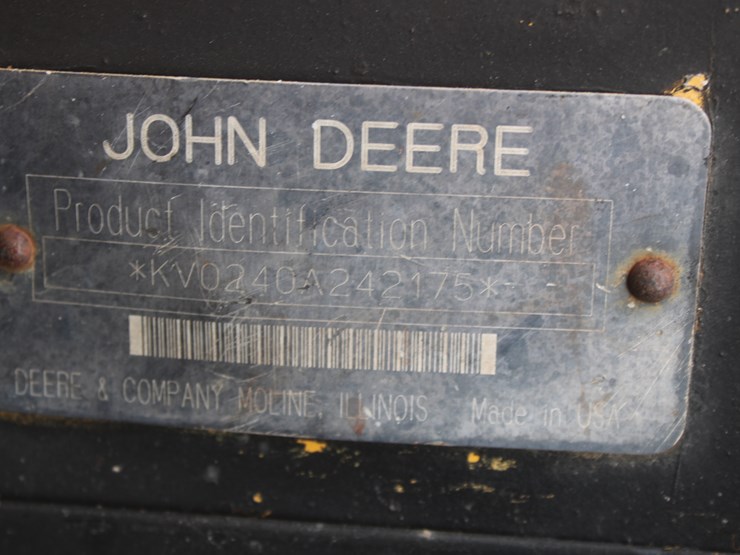 JOHN DEERE
Product Identification Number
*KV0240A242175*
DEERE & COMPANY MOLINE, ILLINOIS Made in USA